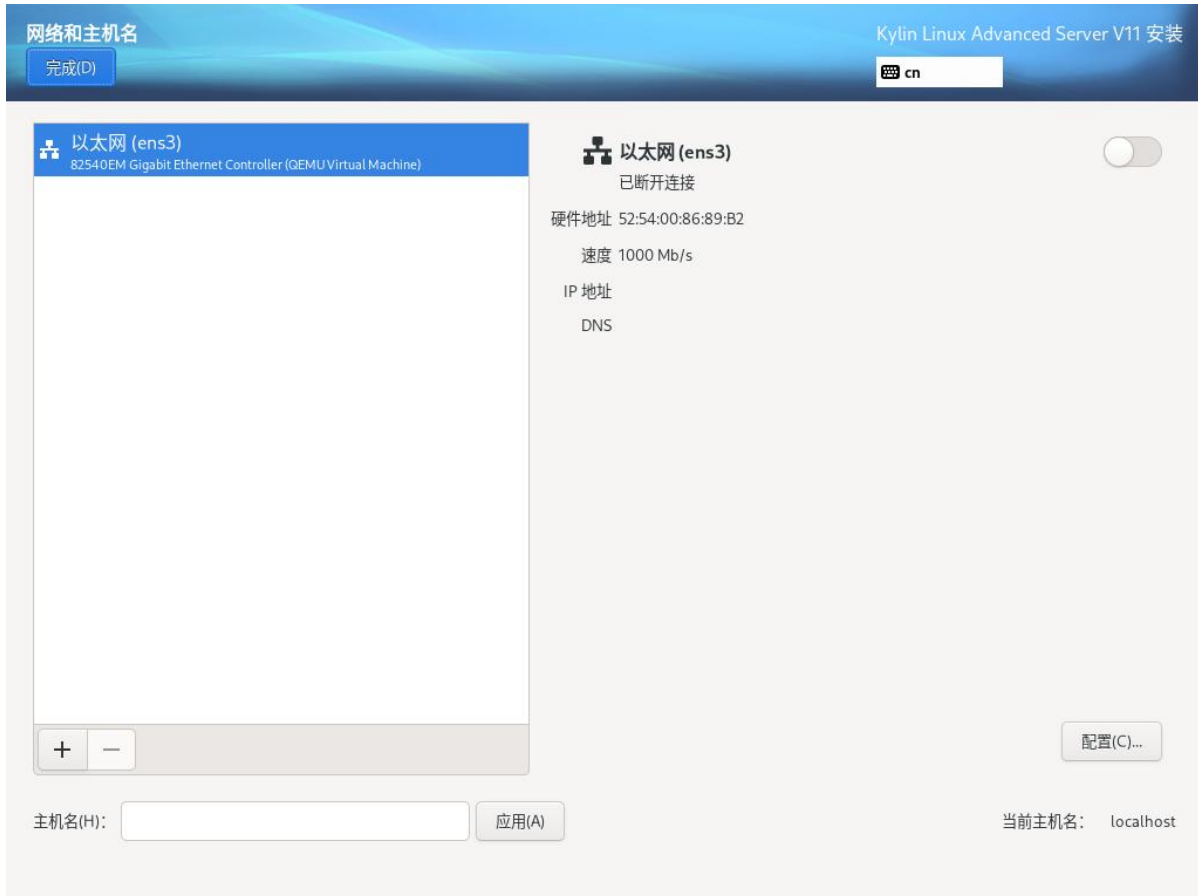 网络和主机名
Kylin Linux Advanced Server V11 安装
完成(D)
cn
以太网 (ens3)
82540EM Gigabit Ethernet Controller (QEMU Virtual Machine)
以太网 (ens3)
已断开连接
硬件地址 52:54:00:86:89:B2
速度 1000 Mb/s
IP 地址
DNS
+ −
配置(C)...
主机名(H)： 应用(A) 当前主机名： localhost